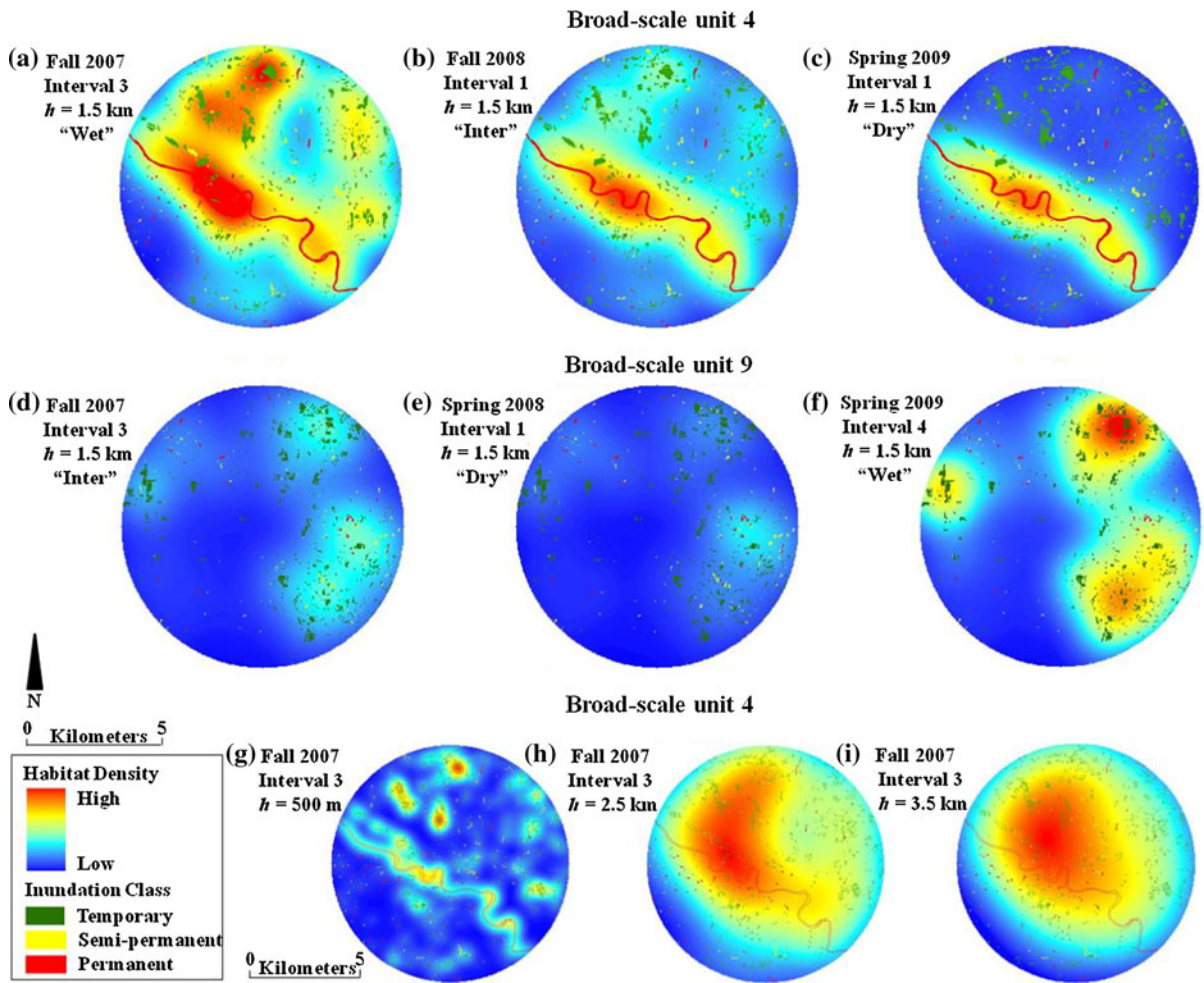 Broad-scale unit 4
(a) Fall 2007
Interval 3
h = 1.5 km
“Wet”
(b) Fall 2008
Interval 1
h = 1.5 km
“Inter”
(c) Spring 2009
Interval 1
h = 1.5 km
“Dry”
Broad-scale unit 9
(d) Fall 2007
Interval 3
h = 1.5 km
“Inter”
(e) Spring 2008
Interval 1
h = 1.5 km
“Dry”
(f) Spring 2009
Interval 4
h = 1.5 km
“Wet”
N
0 5
Kilometers
Broad-scale unit 4
(g) Fall 2007
Interval 3
h = 500 m
(h) Fall 2007
Interval 3
h = 2.5 km
(i) Fall 2007
Interval 3
h = 3.5 km
Habitat Density
High
Low
Inundation Class
Temporary
Semi-permanent
Permanent
0 5
Kilometers